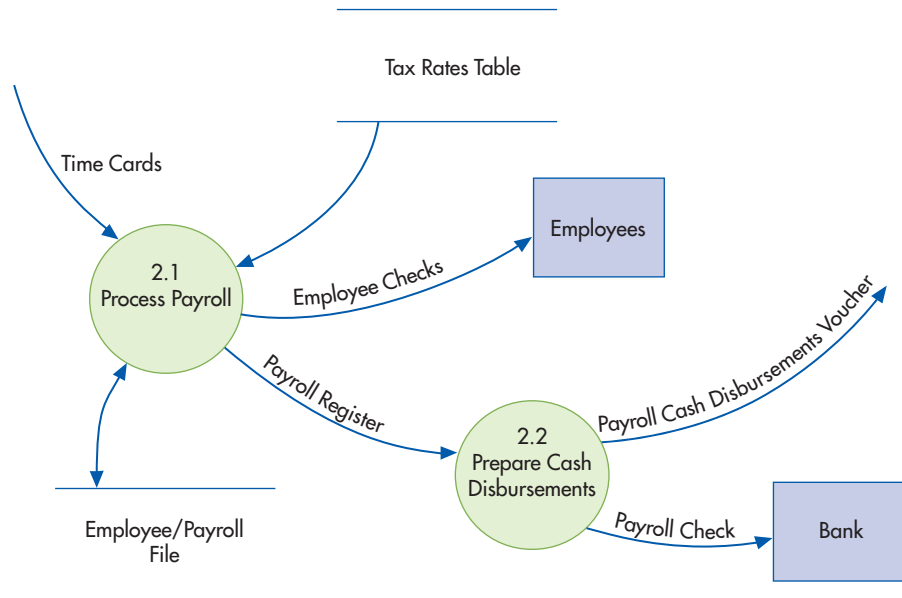 Tax Rates Table
Time Cards
Employees
2.1
Process Payroll
Employee Checks
Payroll Register
Payroll Cash Disbursements Voucher
2.2
Prepare Cash
Disbursements
Employee/Payroll
File
Payroll Check
Bank